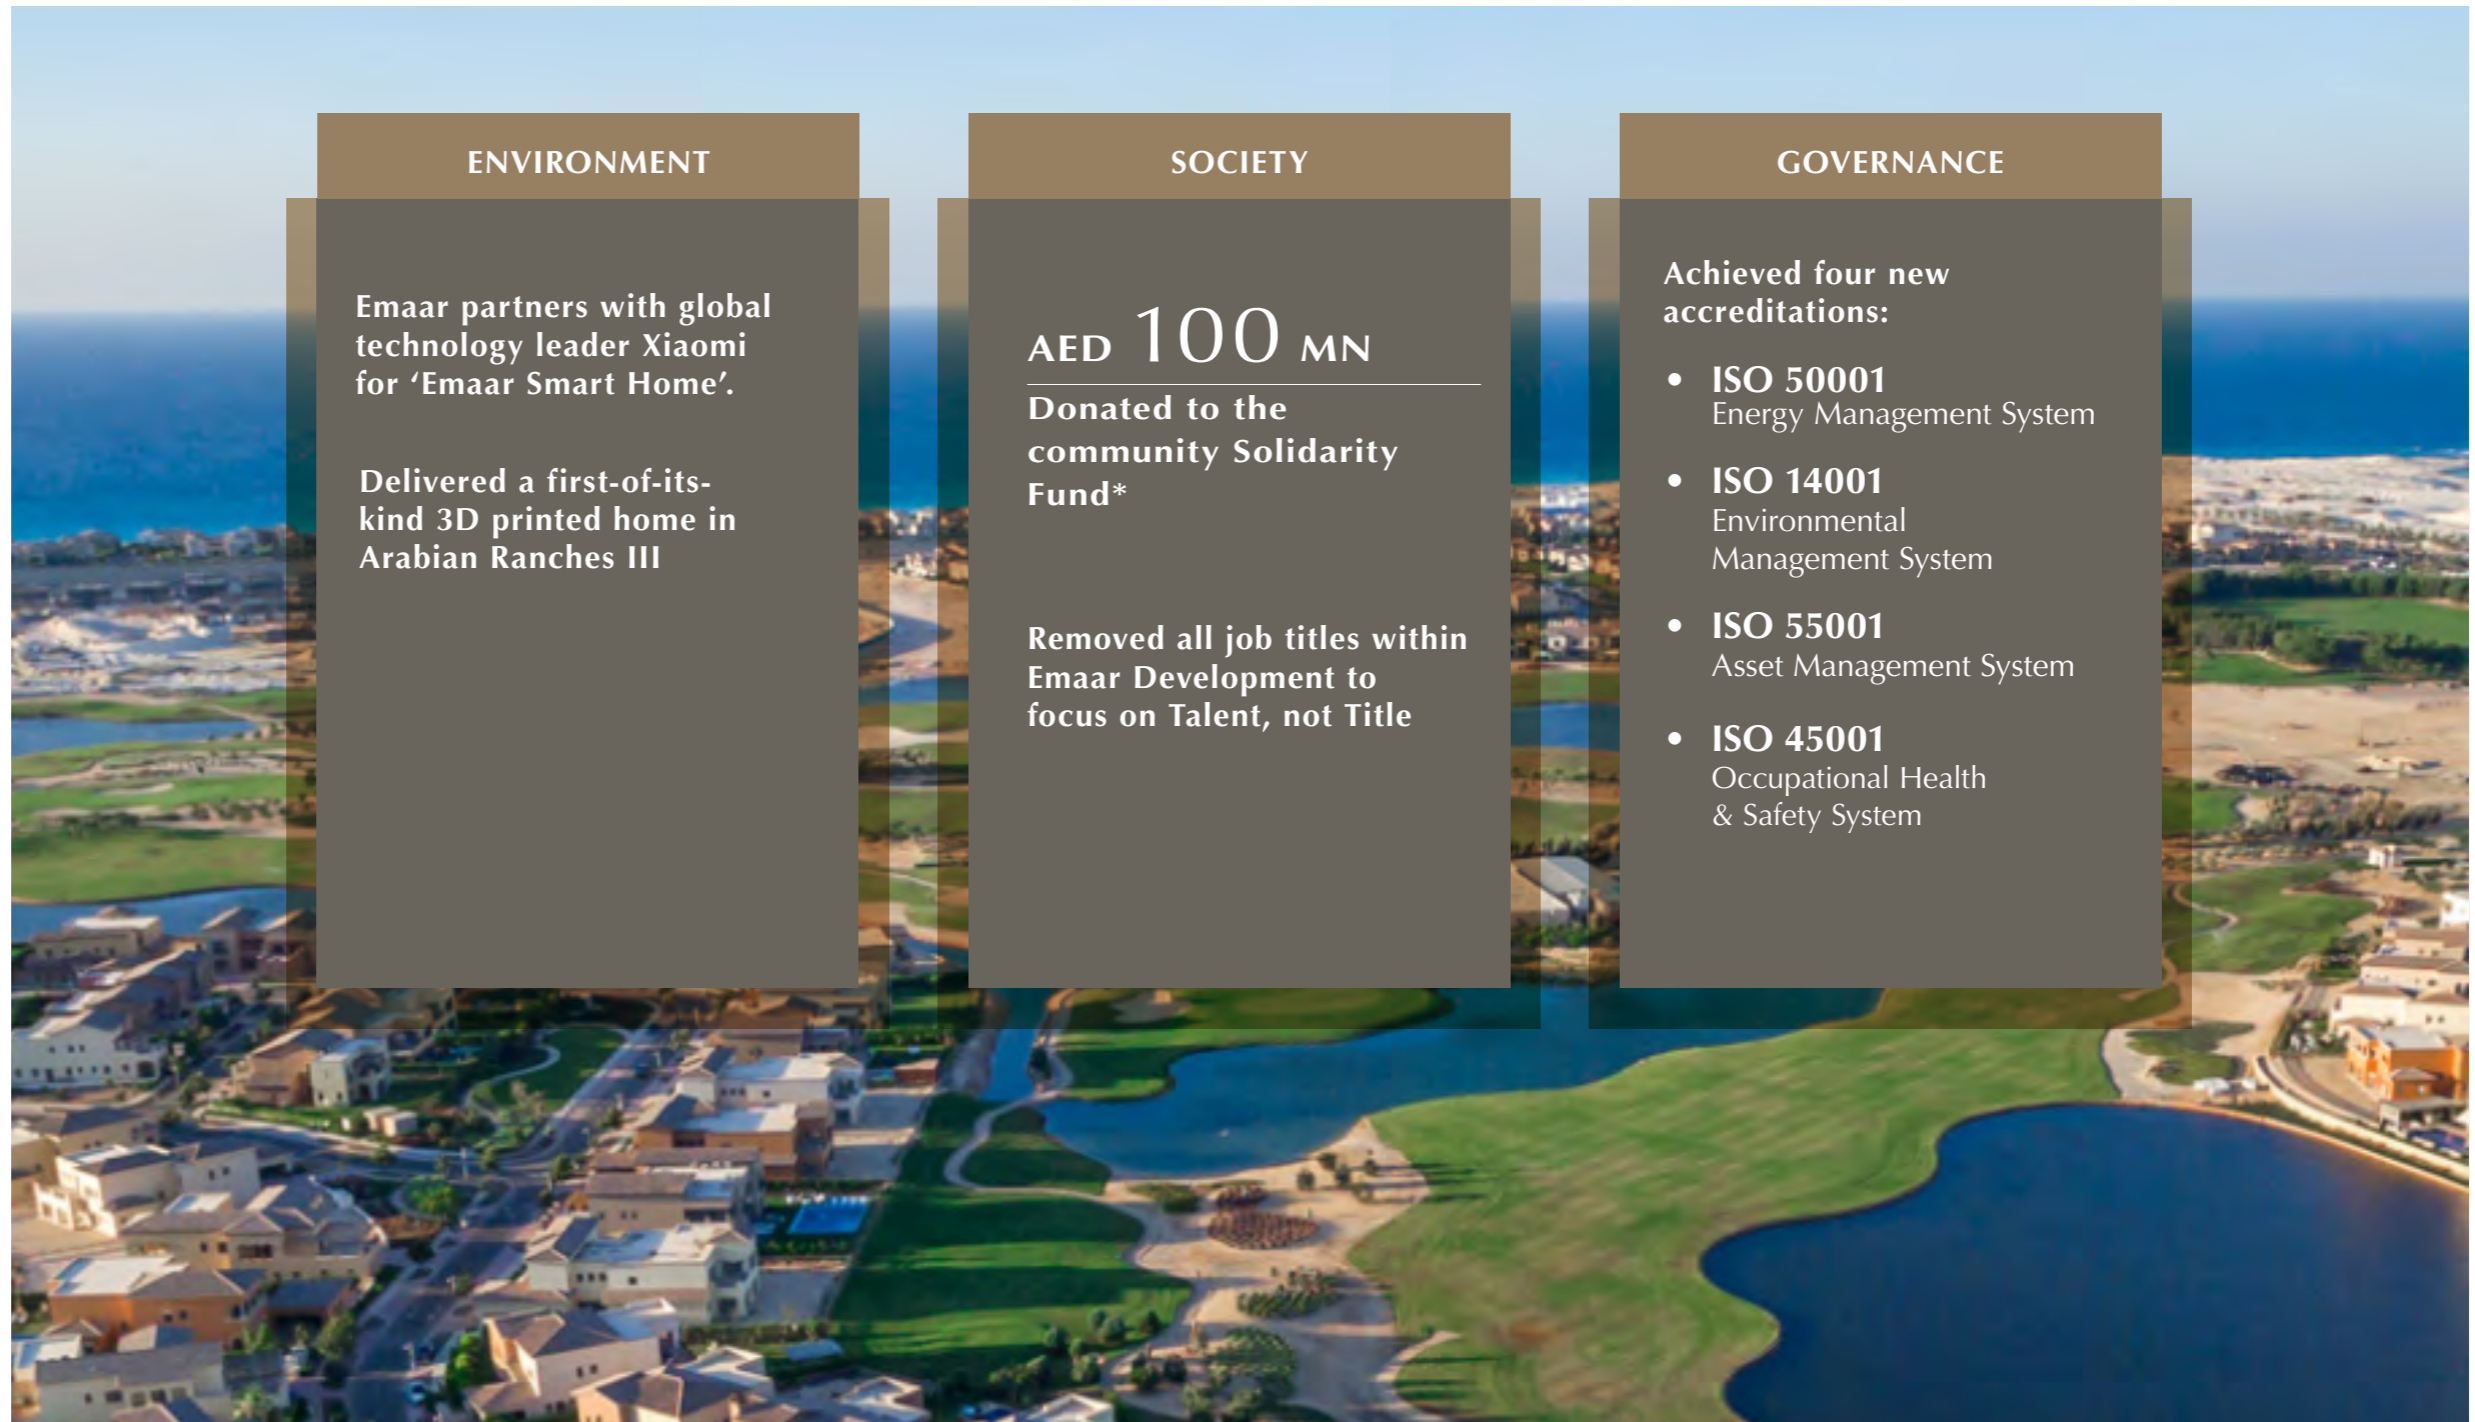 ENVIRONMENT
Emaar partners with global
technology leader Xiaomi
for ‘Emaar Smart Home’.
Delivered a first-of-its-
kind 3D printed home in
Arabian Ranches III
SOCIETY
AED 100 MN
Donated to the
community Solidarity
Fund*
Removed all job titles within
Emaar Development to
focus on Talent, not Title
GOVERNANCE
Achieved four new
accreditations:
• ISO 50001
Energy Management System
• ISO 14001
Environmental
Management System
• ISO 55001
Asset Management System
• ISO 45001
Occupational Health
& Safety System